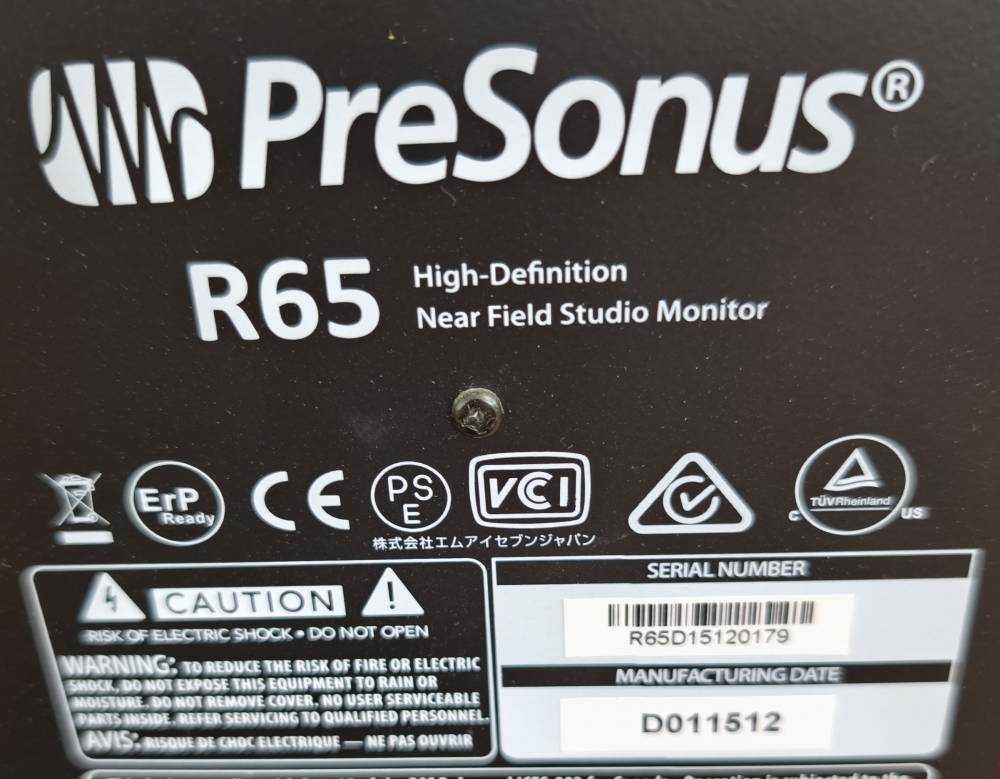 PreSonus®
R65
High-Definition
Near Field Studio Monitor
ErP
Ready
CE
PS
E
VCI
TÜVRheinland
C US
株式会社エムアイセブンジャパン
CAUTION
RISK OF ELECTRIC SHOCK • DO NOT OPEN
WARNING: TO REDUCE THE RISK OF FIRE OR ELECTRIC
SHOCK, DO NOT EXPOSE THIS EQUIPMENT TO RAIN OR
MOISTURE. DO NOT REMOVE COVER. NO USER SERVICEABLE
PARTS INSIDE. REFER SERVICING TO QUALIFIED PERSONNEL.
AVIS: RISQUE DE CHOC ELECTRIQUE — NE PAS OUVRIR
SERIAL NUMBER
R65D15120179
MANUFACTURING DATE
D011512